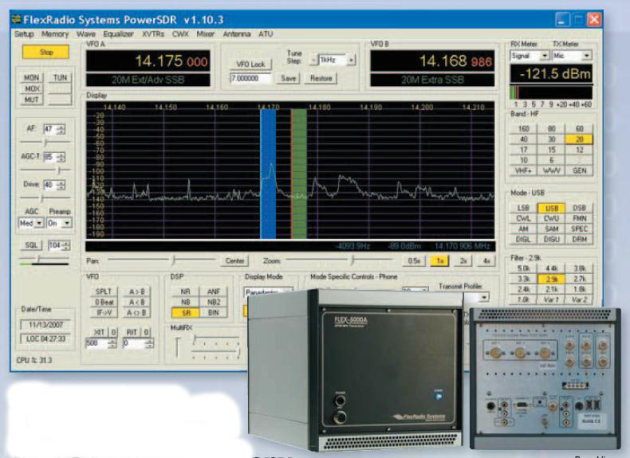 FlexRadio Systems PowerSDR v1.10.3
Setup Memory Wave Equalizer XVTRs CWX Mixer Antenna ATU
Stop
MON TUN
MOX
MUT
AF: 47
AGC-T: 85
Drive: 40
AGC Preamp
Med On
SQL 104
Date/Time
11/13/2007
LOC 04:27:33
CPU %: 31.3
VFO A
14.175 000
20M Ext/Adv SSB
VFO Lock
Tune Step: - 1kHz +
7.000000 Save Restore
VFO B
14.168 986
20M Extra SSB
RX Meter TX Meter
Signal Mic
-121.5 dBm
1 3 5 7 9 +20 +40 +60
Display
14,140 14,150 14,160 14,170 14,180 14,190 14,200 14,210
-20
-30
-40
-50
-60
-70
-80
-90
-100
-110
-120
-130
-140
-150
-160
-170
-180
-190
-4093.9Hz -89.0dBm 14.170 906 MHz
Pan: Center Zoom: 0.5x 1x 2x 4x
Band - HF
160 80 60
40 30 20
17 15 12
10 6
VHF+ WWV GEN
Mode - USB
LSB USB DSB
CWL CWU FMN
AM SAM SPEC
DIGL DIGU DRM
Filter - 2.9k
5.0k 4.4k 3.8k
3.3k 2.9k 2.7k
2.4k 2.1k 1.8k
1.0k Var 1 Var 2
VFO
SPLT A > B
0 Beat A < B
IF->V A <> B
XIT 0 RIT 0
500 0
DSP
NR ANF
NB NB2
SR BIN
MultiRX
Display Mode
Panadapter
Mode Specific Controls - Phone
Transmit Profile
FLEX-5000A
FlexRadio Systems